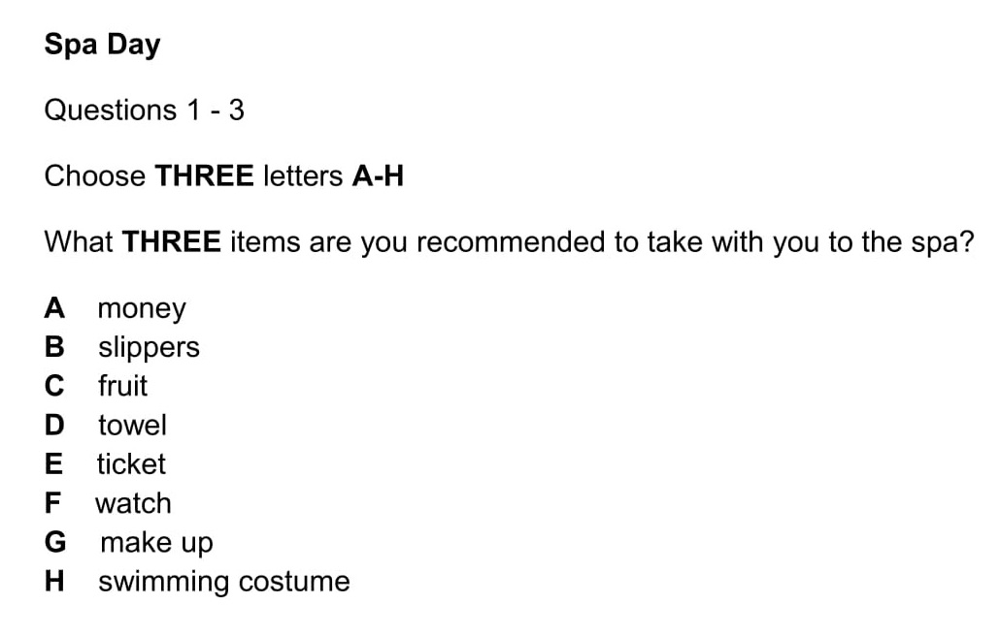 Spa Day
Questions 1 - 3
Choose THREE letters A-H
What THREE items are you recommended to take with you to the spa?
A money
B slippers
C fruit
D towel
E ticket
F watch
G make up
H swimming costume